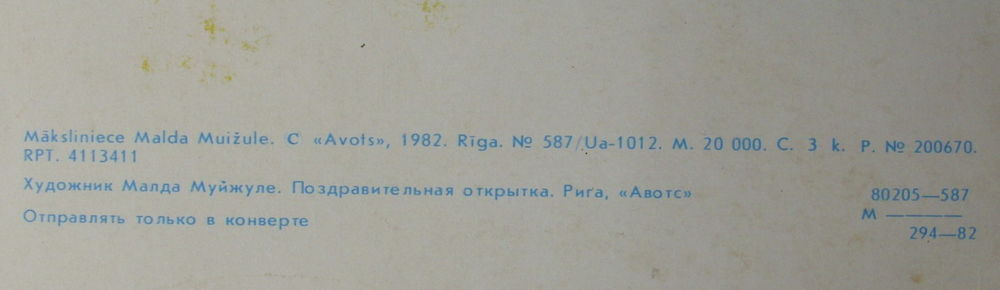 Māksliniece Malda Muižule. C «Avots», 1982. Rīga. № 587/Ua-1012. M. 20 000. C. 3 k. P. № 200670.
RPT. 4113411
Художник Малда Муйжуле. Поздравительная открытка. Рига, «Авотс»
80205—587
М ————
294—82
Отправлять только в конверте